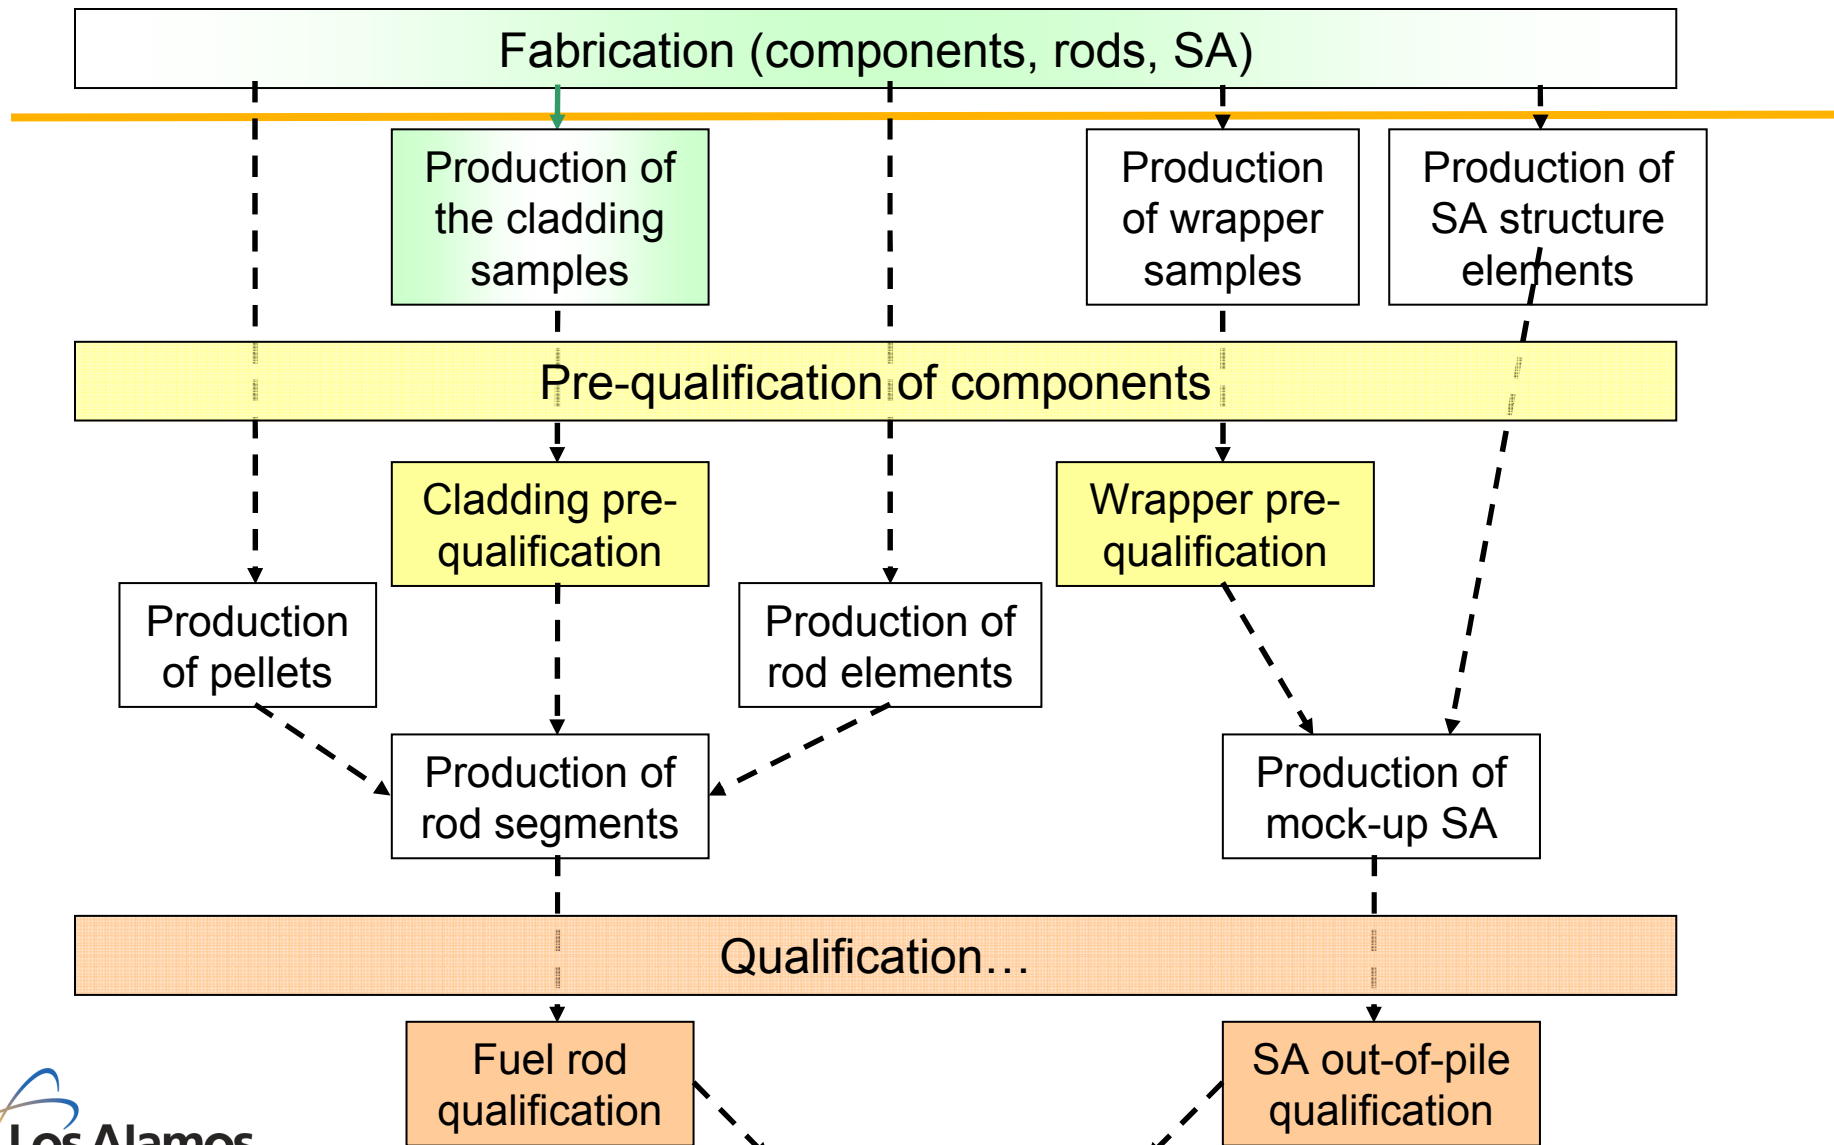 Fabrication (components, rods, SA)
Production of
the cladding
samples
Production
of wrapper
samples
Production of
SA structure
elements
Pre-qualification of components
Cladding pre-
qualification
Wrapper pre-
qualification
Production
of pellets
Production of
rod elements
Production of
rod segments
Production of
mock-up SA
Qualification…
Fuel rod
qualification
SA out-of-pile
qualification
Los Alamos